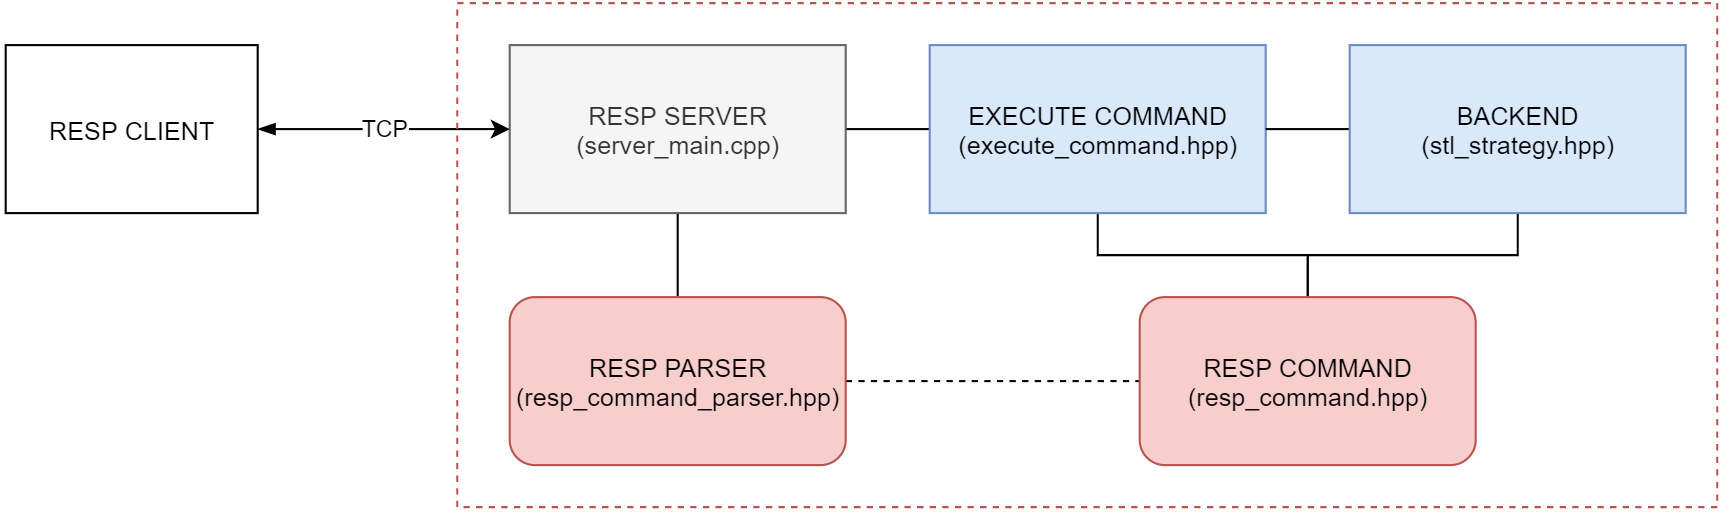 RESP CLIENT
TCP
RESP SERVER
(server_main.cpp)
EXECUTE COMMAND
(execute_command.hpp)
BACKEND
(stl_strategy.hpp)
RESP PARSER
(resp_command_parser.hpp)
RESP COMMAND
(resp_command.hpp)